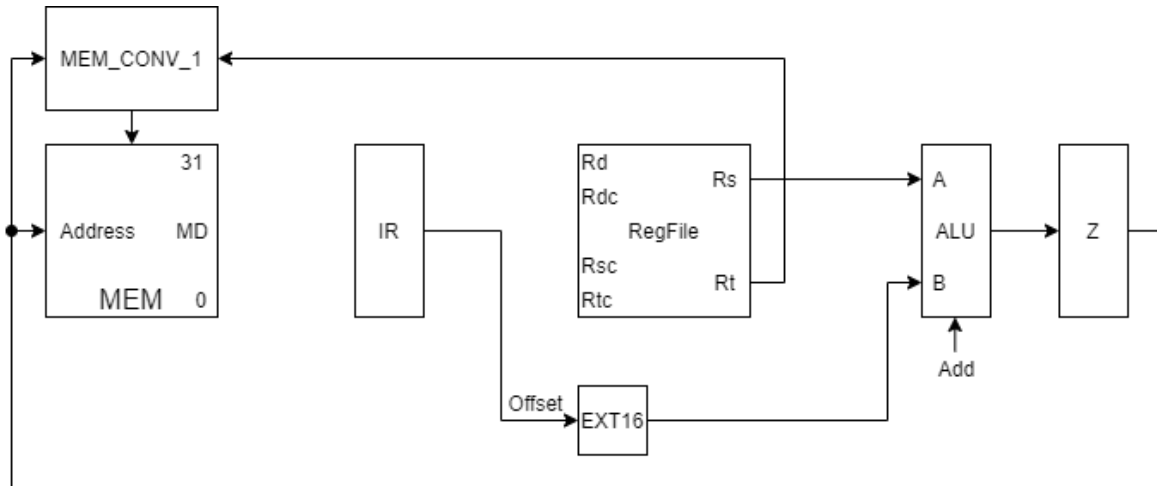 MEM_CONV_1
31
Address
MD
MEM
0
IR
Rd
Rdc
Rs
RegFile
Rsc
Rtc
Rt
A
ALU
B
Z
Add
Offset
EXT16